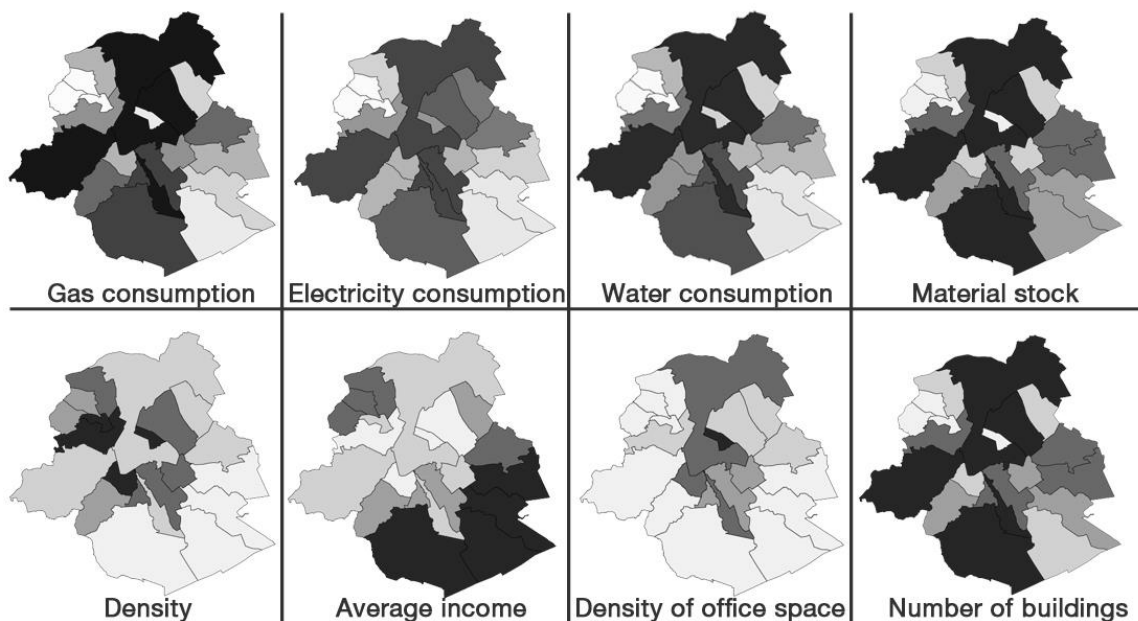 Gas consumption
Electricity consumption
Water consumption
Material stock
Density
Average income
Density of office space
Number of buildings